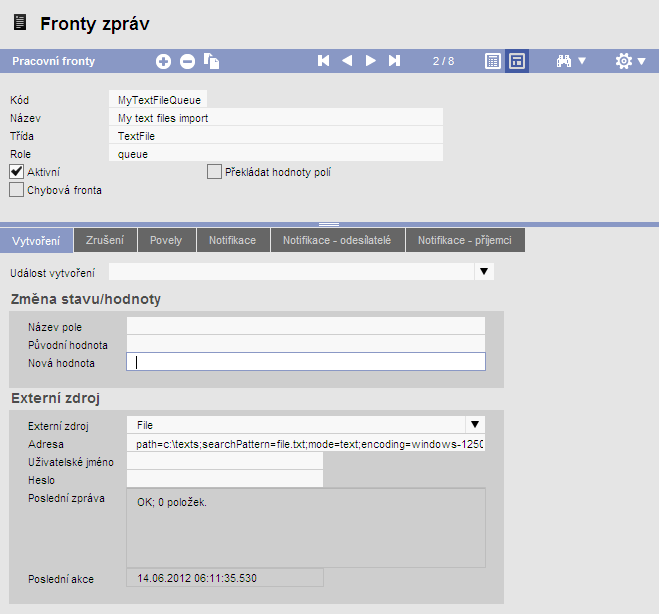 Fronty zpráv
Pracovní fronty 2 / 8
Kód MyTextFileQueue
Název My text files import
Třída TextFile
Role queue
Aktivní Překládat hodnoty polí
Chybová fronta
Vytvoření Zrušení Povely Notifikace Notifikace - odesílatelé Notifikace - příjemci
Událost vytvoření
Změna stavu/hodnoty
Název pole
Původní hodnota
Nová hodnota
Externí zdroj
Externí zdroj File
Adresa path=c:\texts;searchPattern=file.txt;mode=text;encoding=windows-1250
Uživatelské jméno
Heslo
Poslední zpráva OK; 0 položek.
Poslední akce 14.06.2012 06:11:35.530